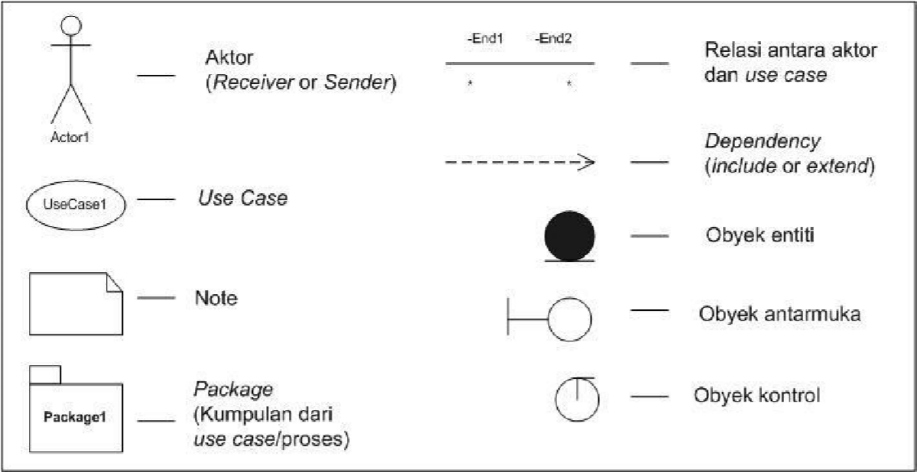 Aktor
(Receiver or Sender)
Actor1
UseCase1
Use Case
Note
Package1
Package
(Kumpulan dari
use case/proses)
-End1 -End2
* *
Relasi antara aktor
dan use case
Dependency
(include or extend)
Obyek entiti
Obyek antarmuka
Obyek kontrol